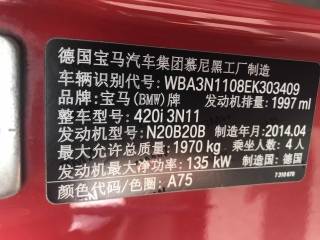 德国宝马汽车集团慕尼黑工厂制造
车辆识别代号:WBA3N1108EK303409
品牌:宝马(BMW)牌 发动机排量:1997 ml
整车型号:420i 3N11
发动机型号:N20B20B 制造年月:2014.04
最大允许总质量:1970 kg 乘坐人数:4人
发动机最大净功率:135 kW 制造国:德国
颜色代码/色圈:A75
7 310 670